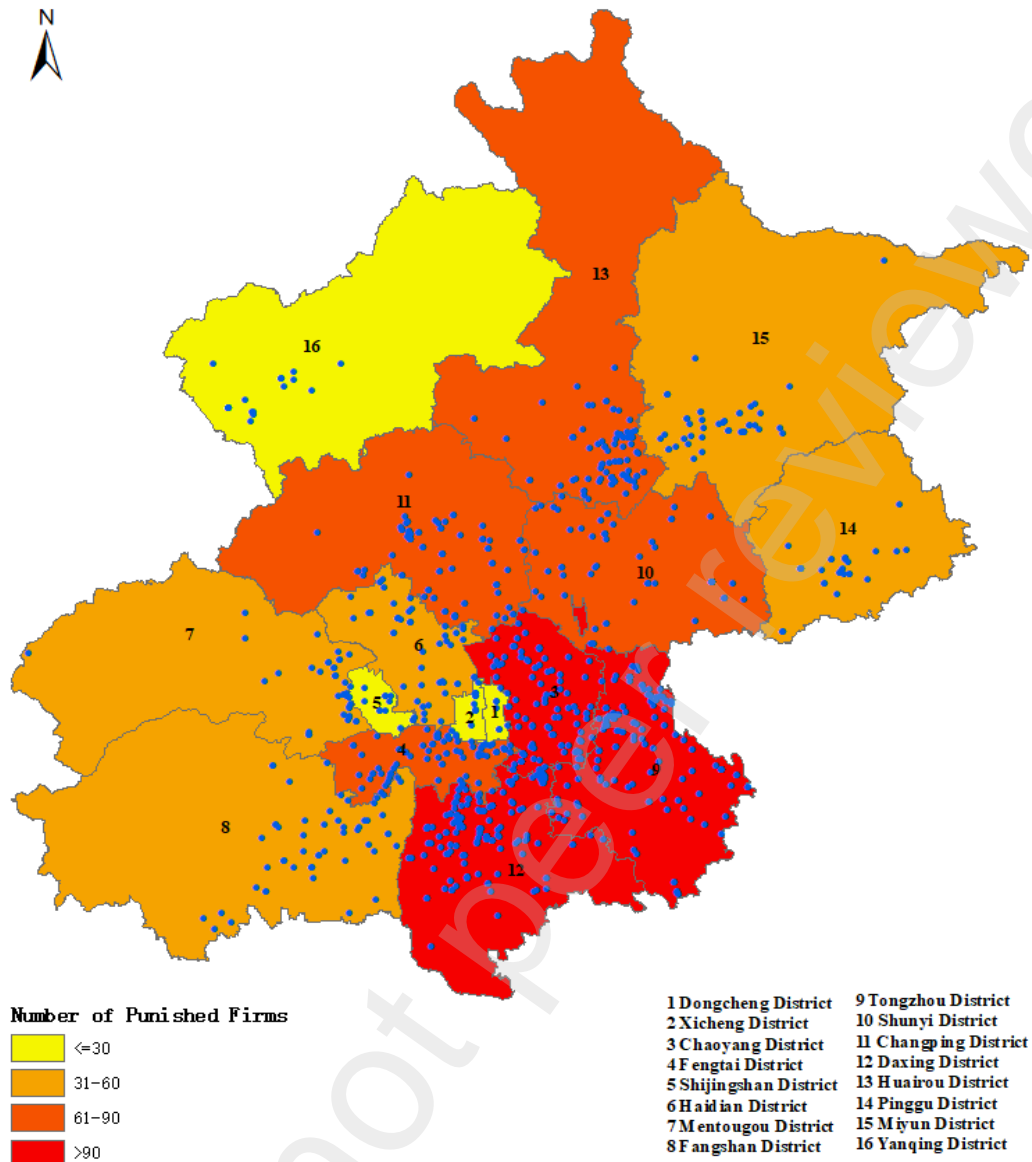 N
13
16
15
14
11
10
7
6
5
3
2
1
4
9
8
12
Number of Punished Firms
<=30
31-60
61-90
>90
1 Dongcheng District
2 Xicheng District
3 Chaoyang District
4 Fengtai District
5 Shijingshan District
6 Haidian District
7 Mentougou District
8 Fangshan District
9 Tongzhou District
10 Shunyi District
11 Changping District
12 Daxing District
13 Huairou District
14 Pinggu District
15 Miyun District
16 Yanqing District
not peer reviewe